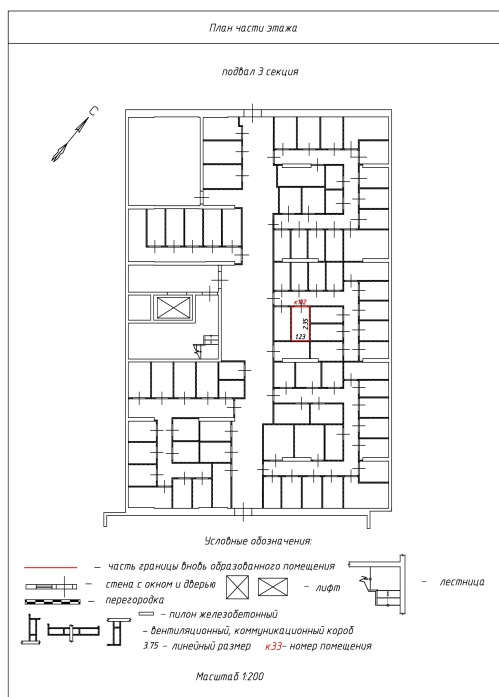 План части этажа
подвал 3 секция
С
к102
2.35
1.23
Условные обозначения:
– часть границы вновь образованного помещения
– стена с окном и дверью
– лифт
– лестница
– перегородка
– пилон железобетонный
– вентиляционный, коммуникационный короб
3.75 – линейный размер к33– номер помещения
Масштаб 1:200